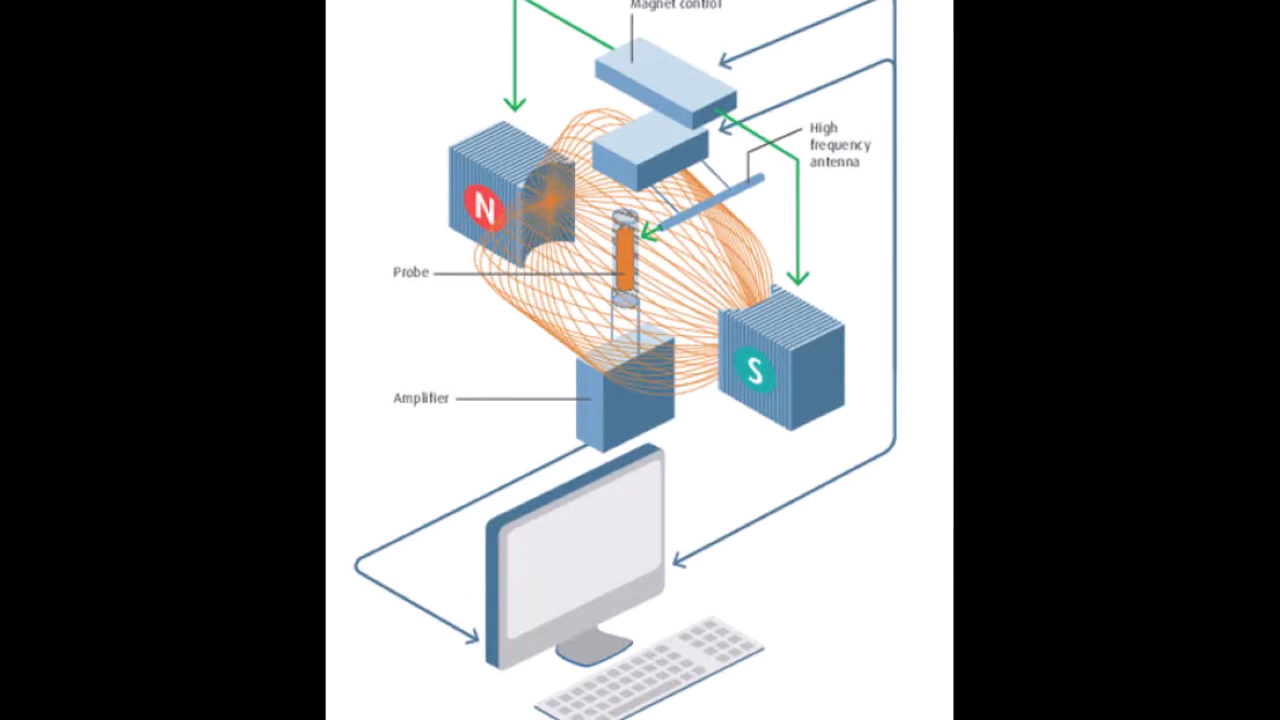 Magnet control
High
frequency
antenna
N
Probe
S
Amplifier